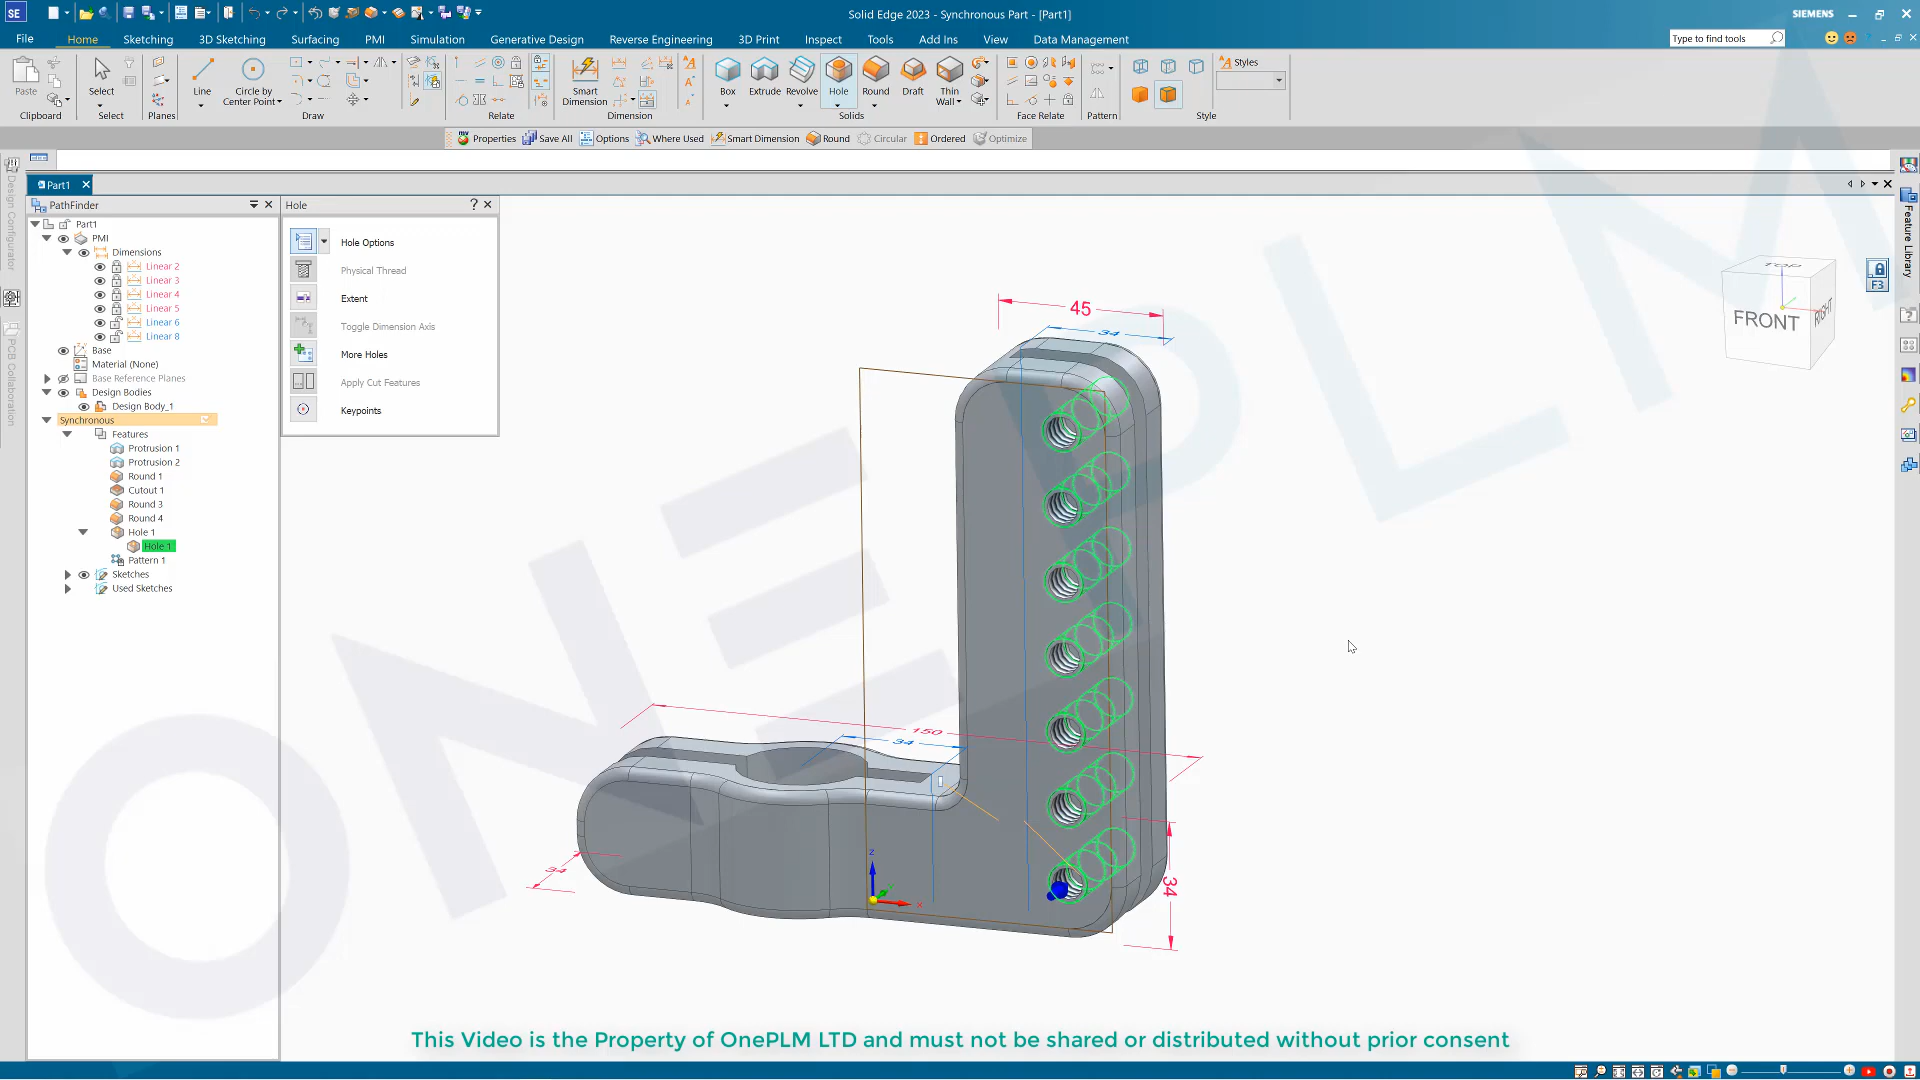 SE
Solid Edge 2023 - Synchronous Part - [Part1]
SIEMENS
File
Home
Sketching
3D Sketching
Surfacing
PMI
Simulation
Generative Design
Reverse Engineering
3D Print
Inspect
Tools
Add Ins
View
Data Management
Type to find tools
Paste
Select
Line
Circle by
Center Point
Smart
Dimension
Box
Extrude
Revolve
Hole
Round
Draft
Thin
Wall
Styles
Clipboard
Select
Planes
Draw
Relate
Dimension
Solids
Face Relate
Pattern
Style
Properties
Save All
Options
Where Used
Smart Dimension
Round
Circular
Ordered
Optimize
Part1
PathFinder
Part1
PMI
Dimensions
Linear 2
Linear 3
Linear 4
Linear 5
Linear 6
Linear 8
Base
Material (None)
Base Reference Planes
Design Bodies
Design Body_1
Synchronous
Features
Protrusion 1
Protrusion 2
Round 1
Cutout 1
Round 3
Round 4
Hole 1
Hole 1
Pattern 1
Sketches
Used Sketches
Hole
?
Hole Options
Physical Thread
Extent
Toggle Dimension Axis
More Holes
Apply Cut Features
Keypoints
Design Configurator
PCB Collaboration
Feature Library
F3
TOP
FRONT
RIGHT
45
34
150
34
34
34
Z
X
ONE PLM
This Video is the Property of OnePLM LTD and must not be shared or distributed without prior consent